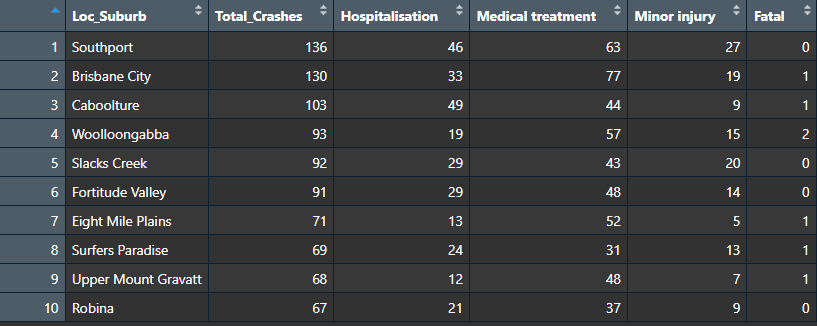 Loc_Suburb Total_Crashes Hospitalisation Medical treatment Minor injury Fatal
1 Southport 136 46 63 27 0
2 Brisbane City 130 33 77 19 1
3 Caboolture 103 49 44 9 1
4 Woolloongabba 93 19 57 15 2
5 Slacks Creek 92 29 43 20 0
6 Fortitude Valley 91 29 48 14 0
7 Eight Mile Plains 71 13 52 5 1
8 Surfers Paradise 69 24 31 13 1
9 Upper Mount Gravatt 68 12 48 7 1
10 Robina 67 21 37 9 0